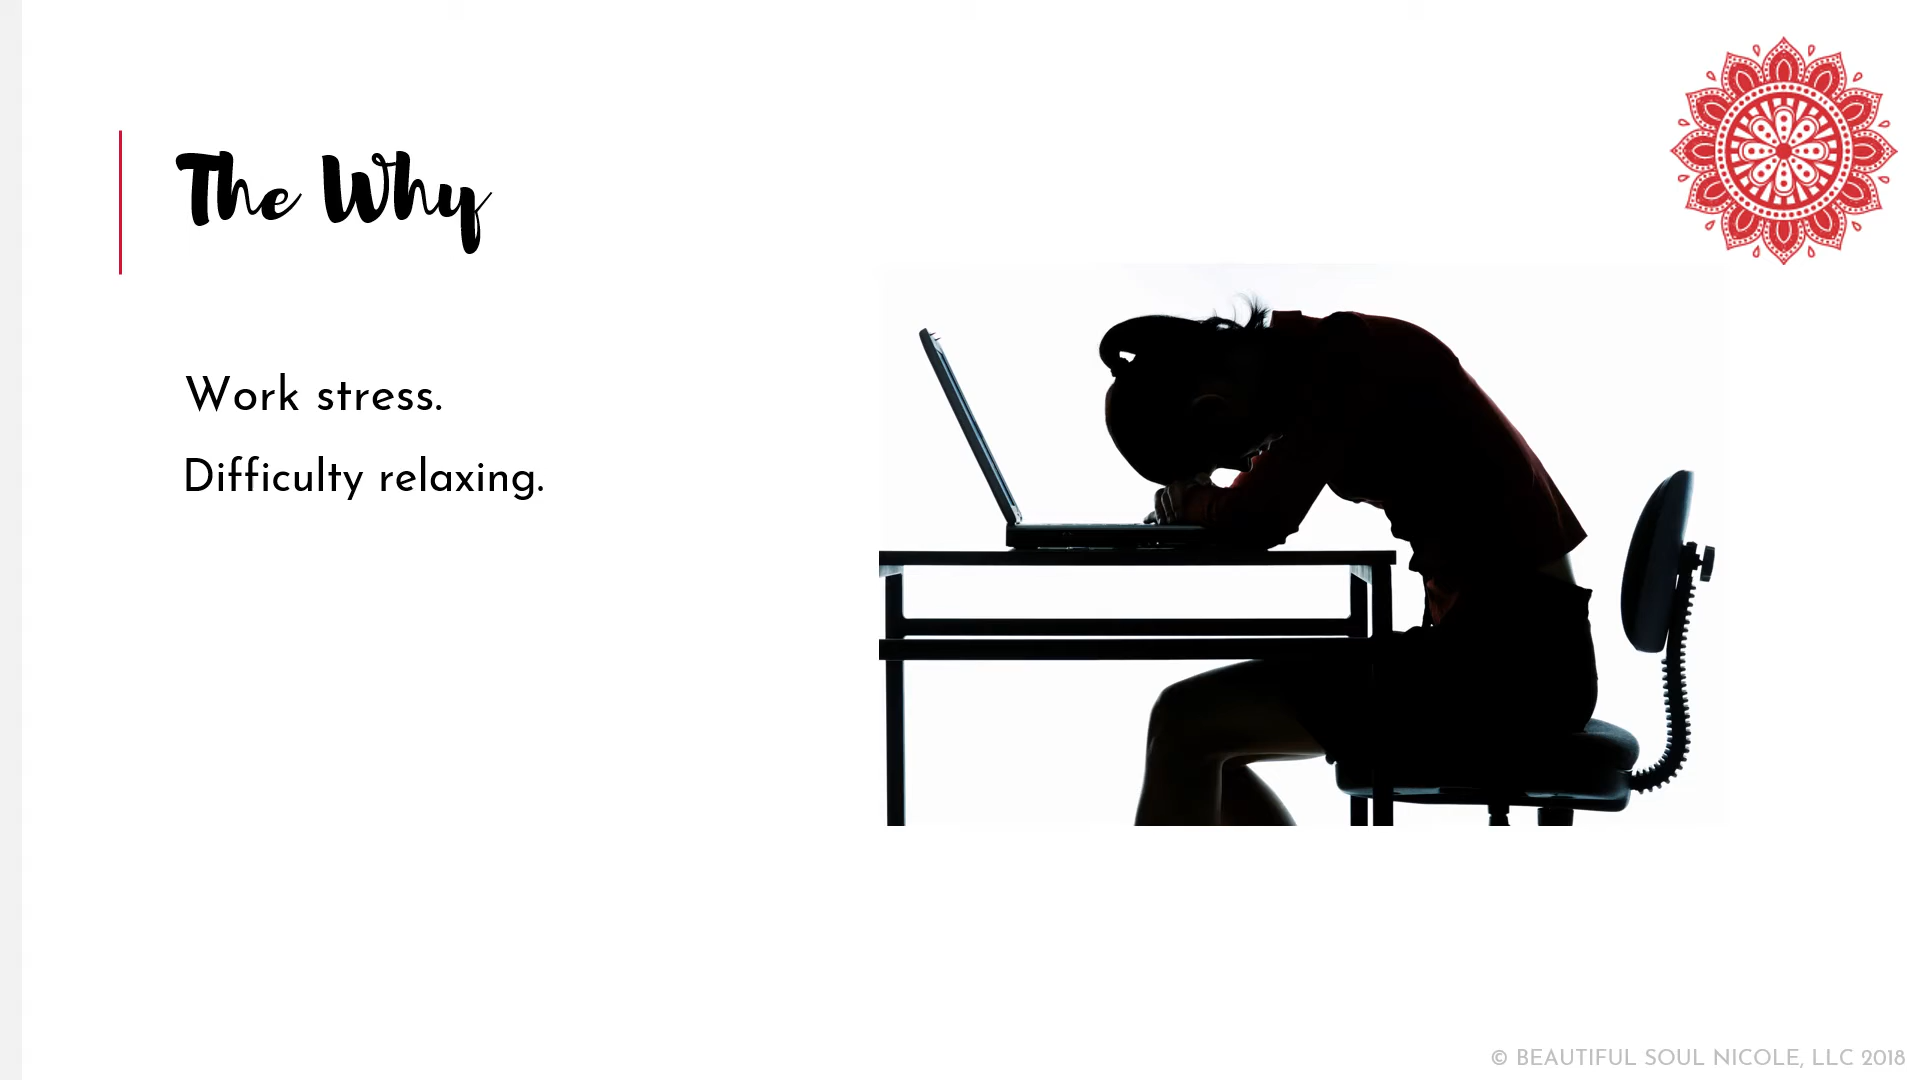 The Why
Work stress.
Difficulty relaxing.
© BEAUTIFUL SOUL NICOLE, LLC 2018